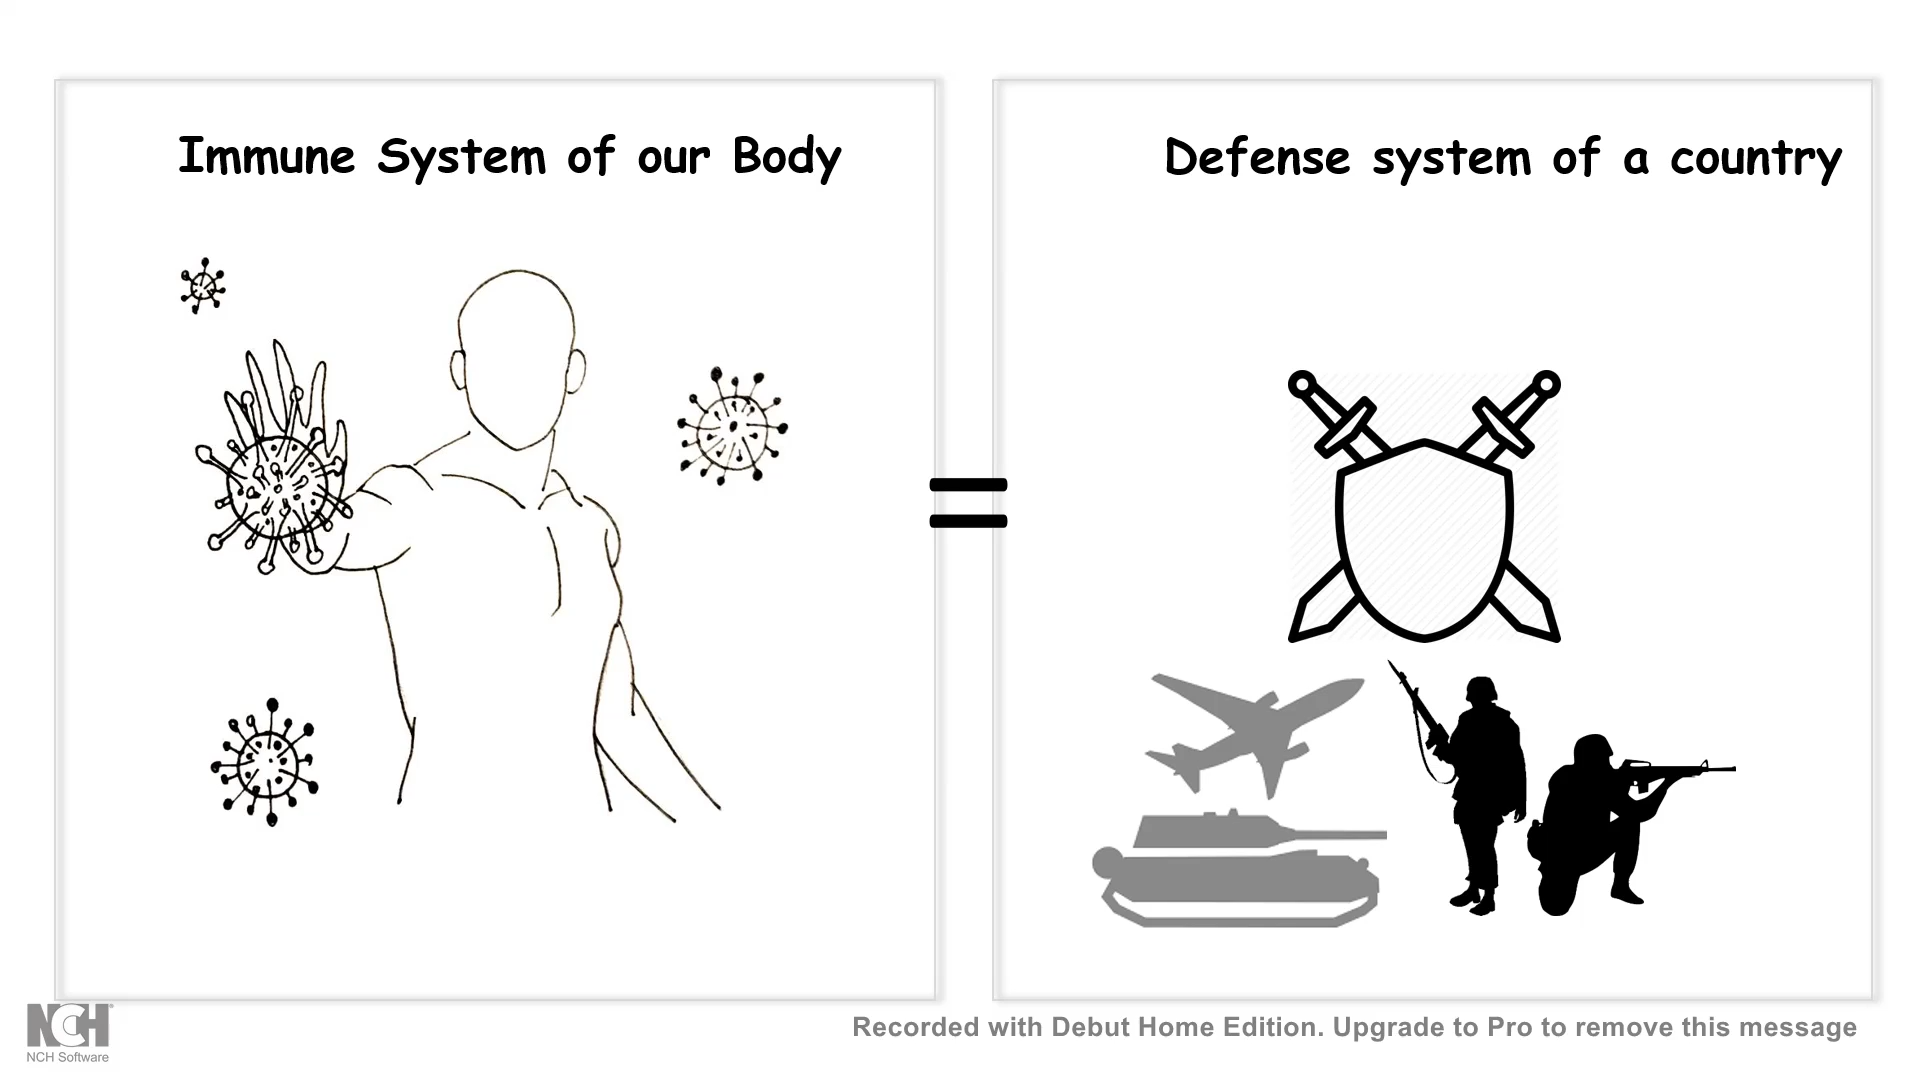 Immune System of our Body
Defense system of a country
=
NCH
NCH Software
Recorded with Debut Home Edition. Upgrade to Pro to remove this message